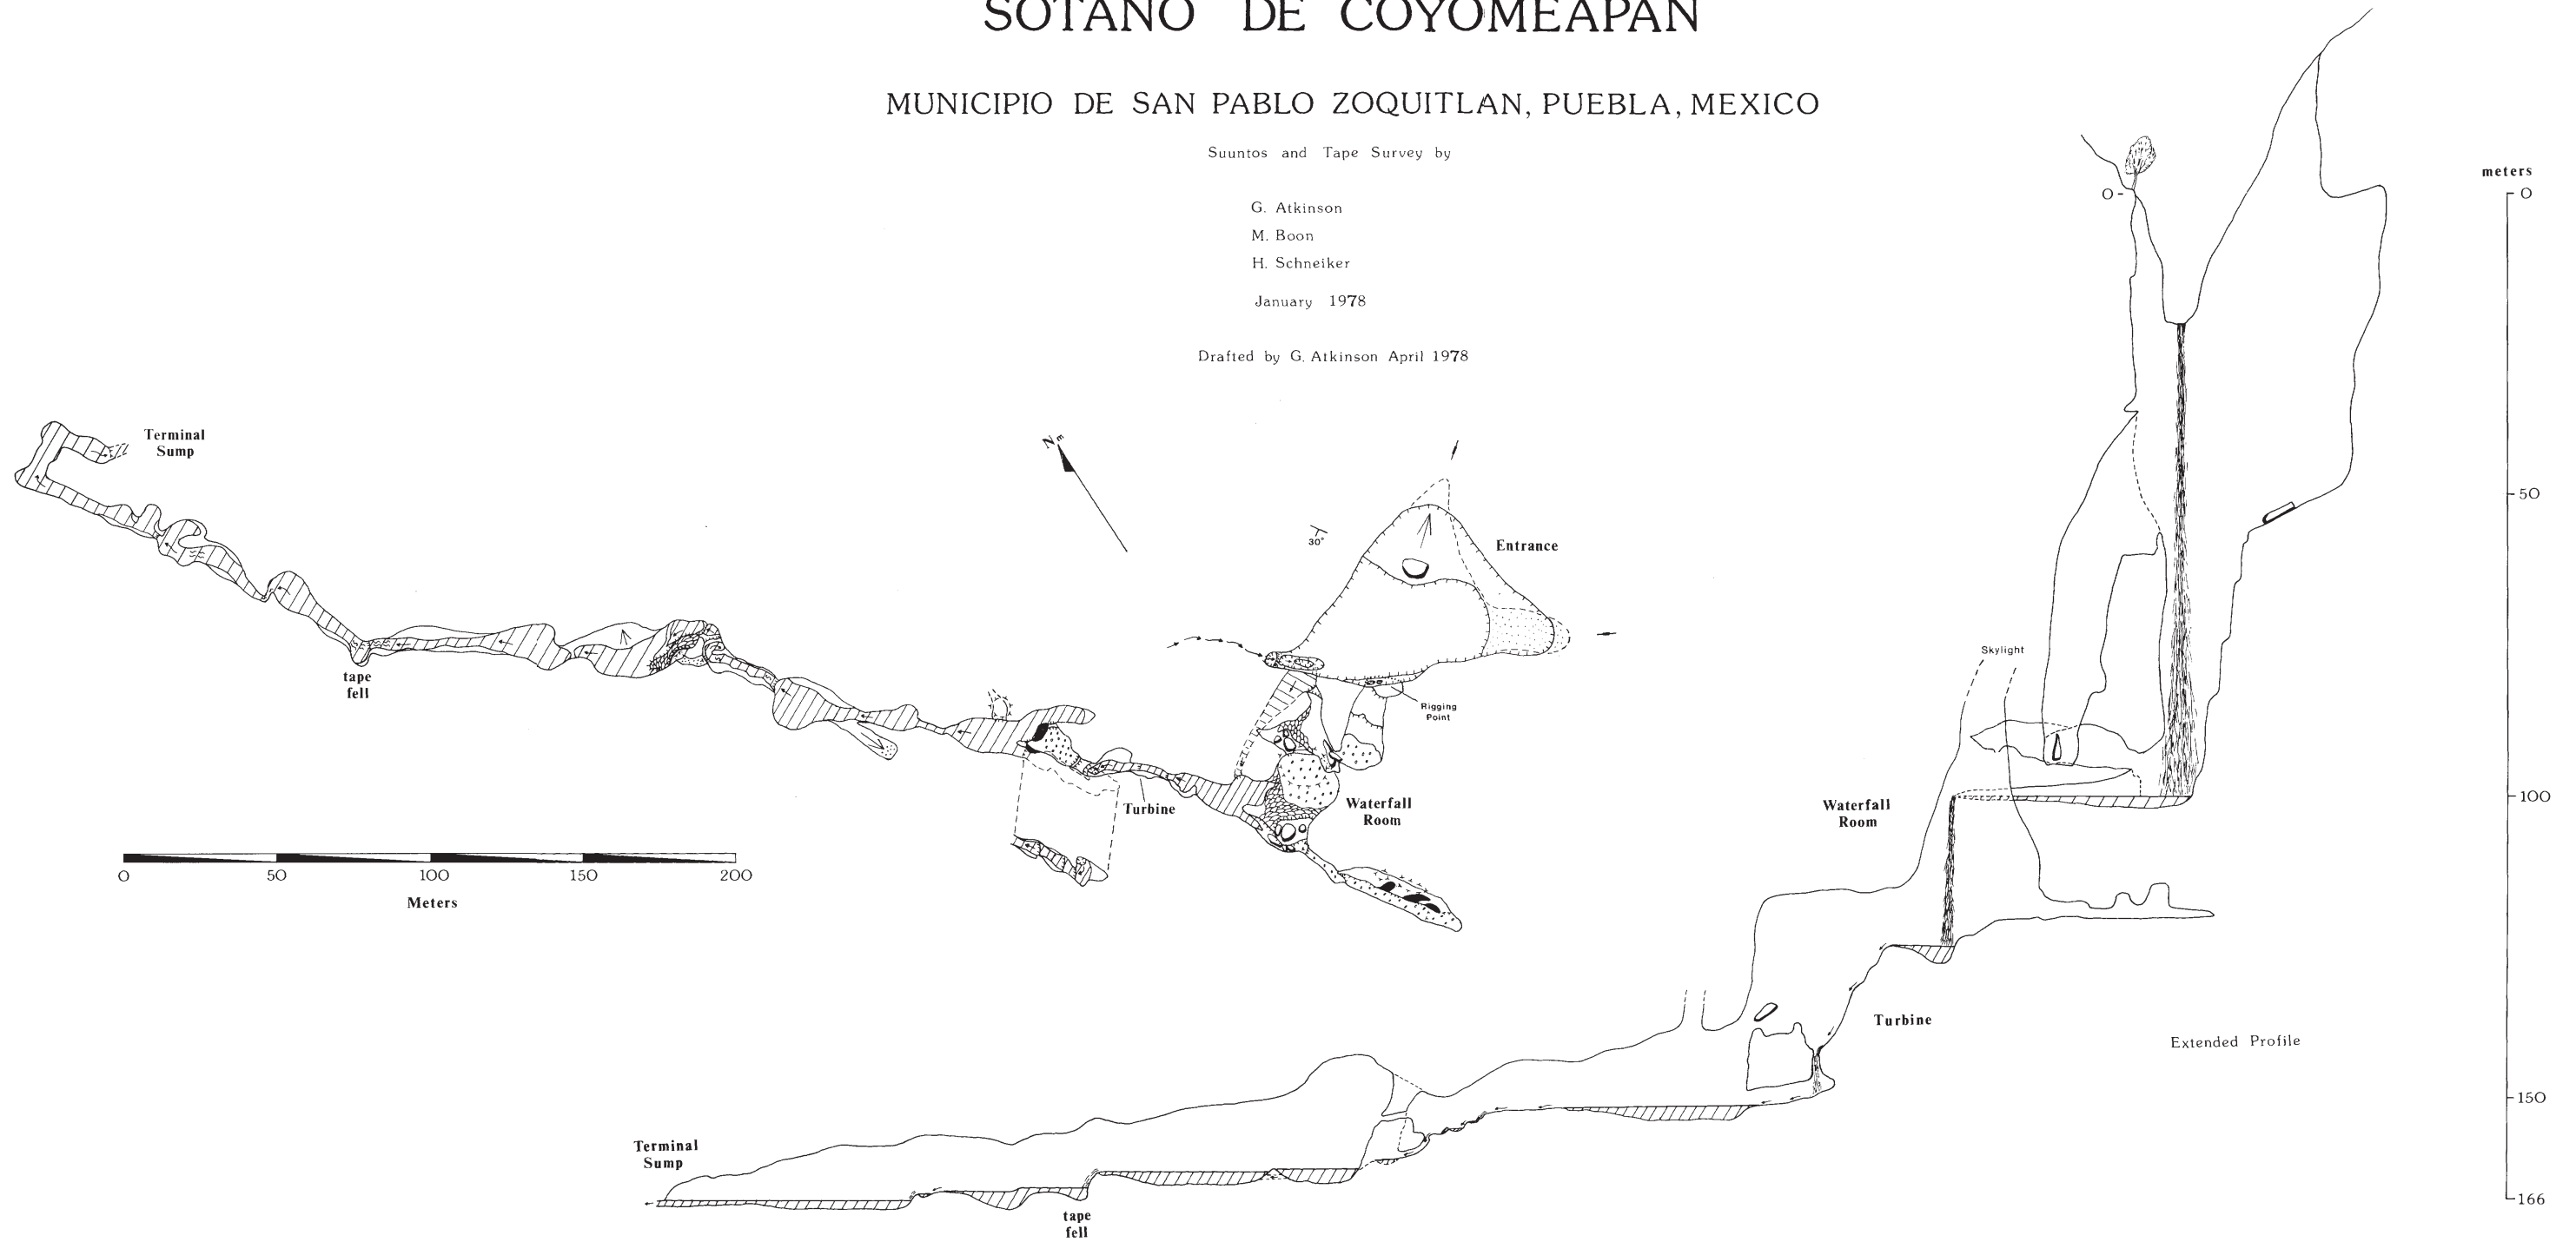 SOTANO DE COYOMEAPAN
MUNICIPIO DE SAN PABLO ZOQUITLAN, PUEBLA, MEXICO
Suuntos and Tape Survey by
G. Atkinson
M. Boon
H. Schneiker
January 1978
Drafted by G. Atkinson April 1978
meters
0
50
100
150
166
0-
Terminal
Sump
tape
fell
N E
30°
Entrance
Rigging
Point
Waterfall
Room
Turbine
0 50 100 150 200
Meters
Skylight
Waterfall
Room
Turbine
Extended Profile
Terminal
Sump
tape
fell